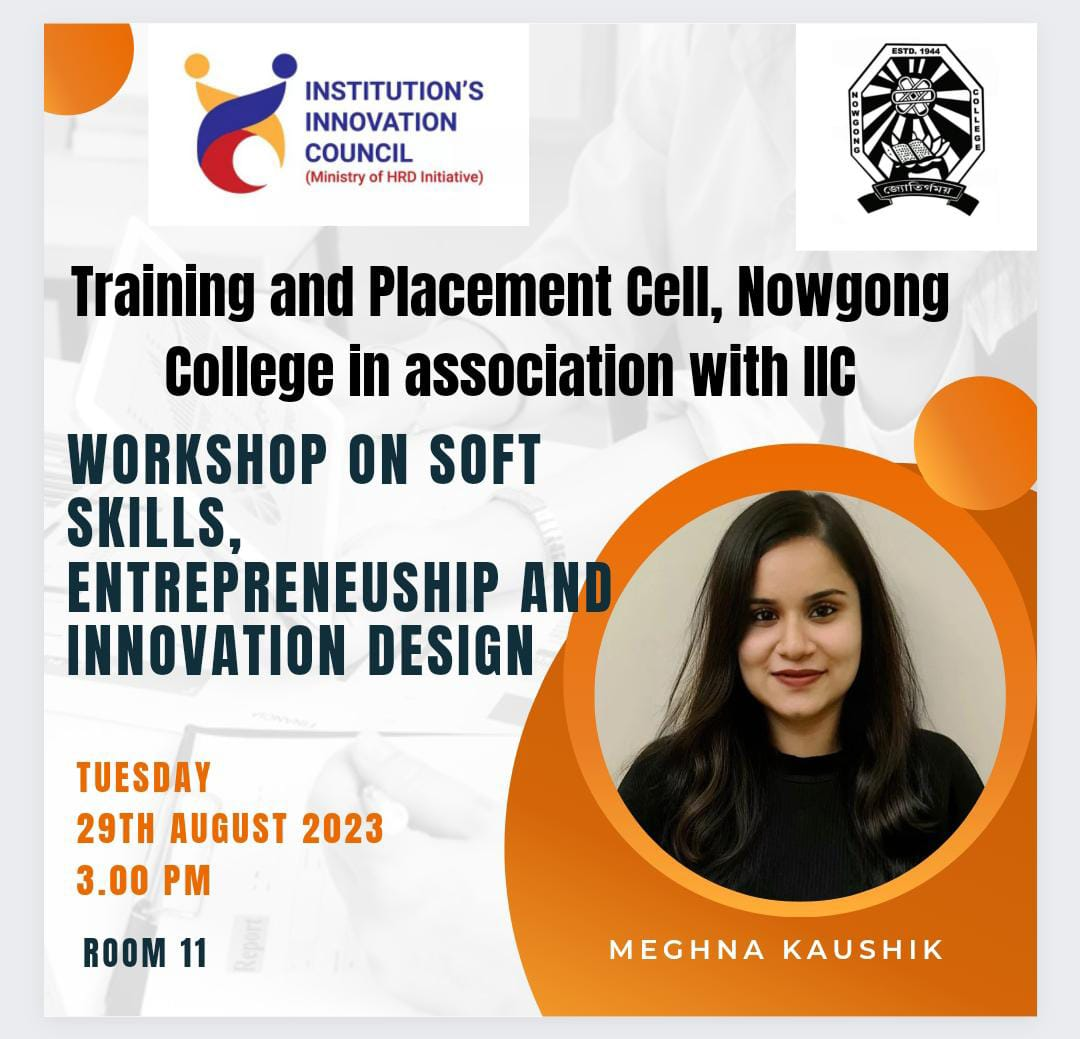 INSTITUTION'S
INNOVATION
COUNCIL
(Ministry of HRD Initiative)
ESTD. 1944
NOWGONG
COLLEGE
জ্যোতির্গময়
Training and Placement Cell, Nowgong
College in association with IIC
WORKSHOP ON SOFT
SKILLS,
ENTREPRENEUSHIP AND
INNOVATION DESIGN
TUESDAY
29TH AUGUST 2023
3.00 PM
ROOM 11
Report
MEGHNA KAUSHIK